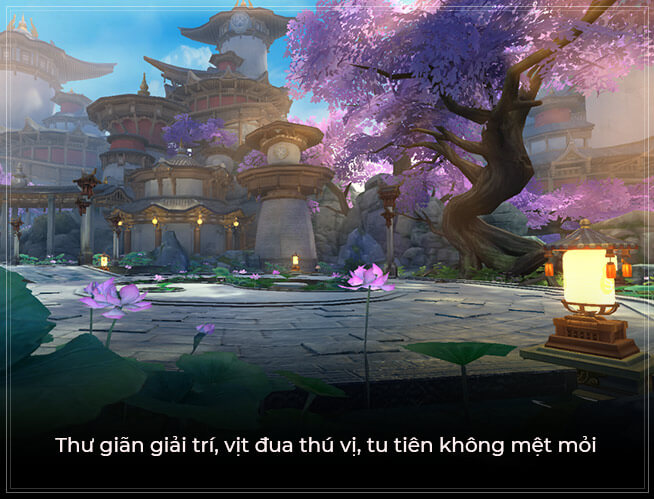 Thư giãn giải trí, vịt đua thú vị, tu tiên không mệt mỏi